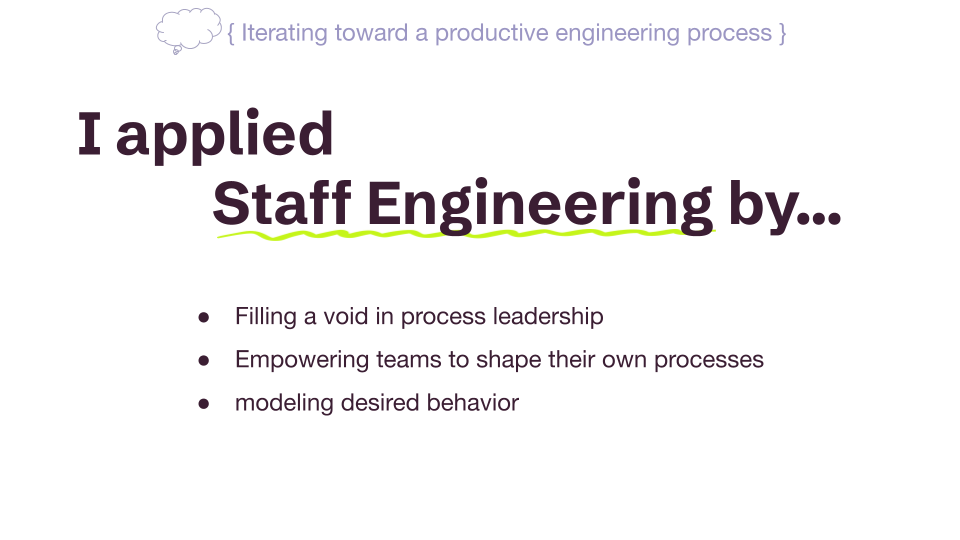 { Iterating toward a productive engineering process }
I applied
Staff Engineering by...
● Filling a void in process leadership
● Empowering teams to shape their own processes
● modeling desired behavior